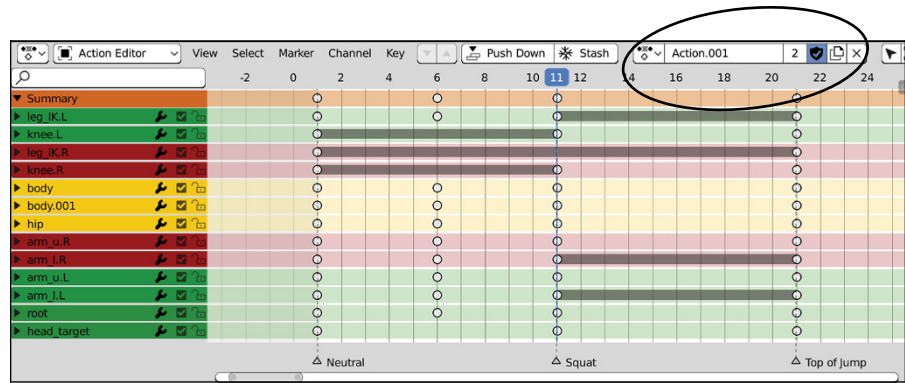 Action Editor View Select Marker Channel Key Push Down Stash Action.001 2
-2 0 2 4 6 8 10 11 12 14 16 18 20 22 24
Summary
leg_IK.L
knee.L
leg_IK.R
knee.R
body
body.001
hip
arm_u.R
arm_l.R
arm_u.L
arm_l.L
root
head_target
Neutral Squat Top of Jump